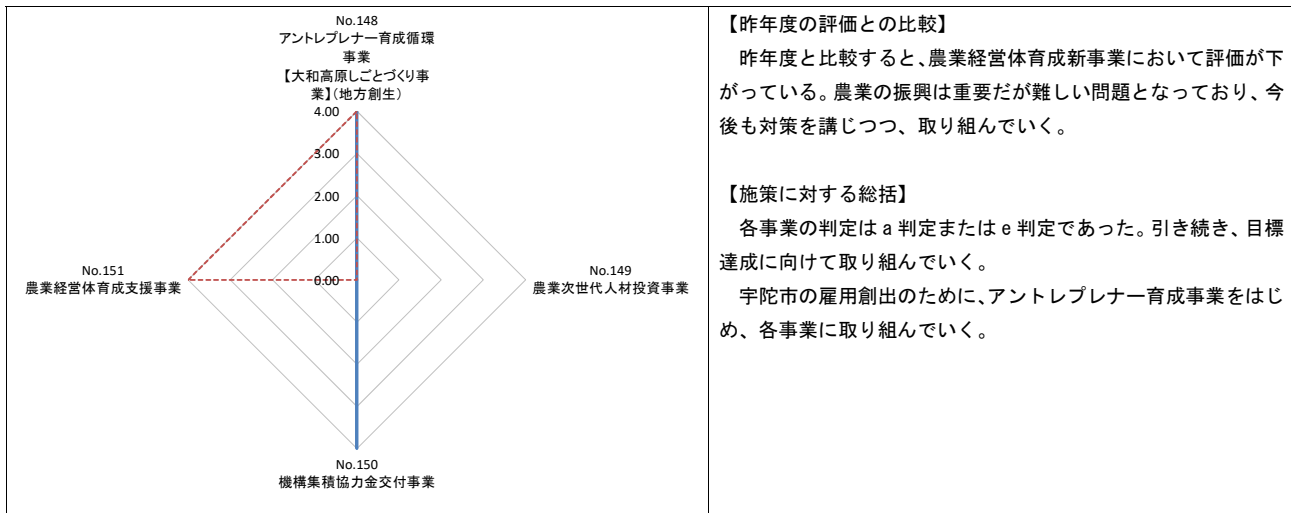 No.148
アントレプレナー育成循環
事業
【大和高原しごとづくり事
業】(地方創生)
4.00
3.00
2.00
1.00
0.00
No.151
農業経営体育成支援事業
No.149
農業次世代人材投資事業
No.150
機構集積協力金交付事業
【昨年度の評価との比較】
昨年度と比較すると、農業経営体育成新事業において評価が下
がっている。農業の振興は重要だが難しい問題となっており、今
後も対策を講じつつ、取り組んでいく。
【施策に対する総括】
各事業の判定は a 判定または e 判定であった。引き続き、目標
達成に向けて取り組んでいく。
宇陀市の雇用創出のために、アントレプレナー育成事業をはじ
め、各事業に取り組んでいく。